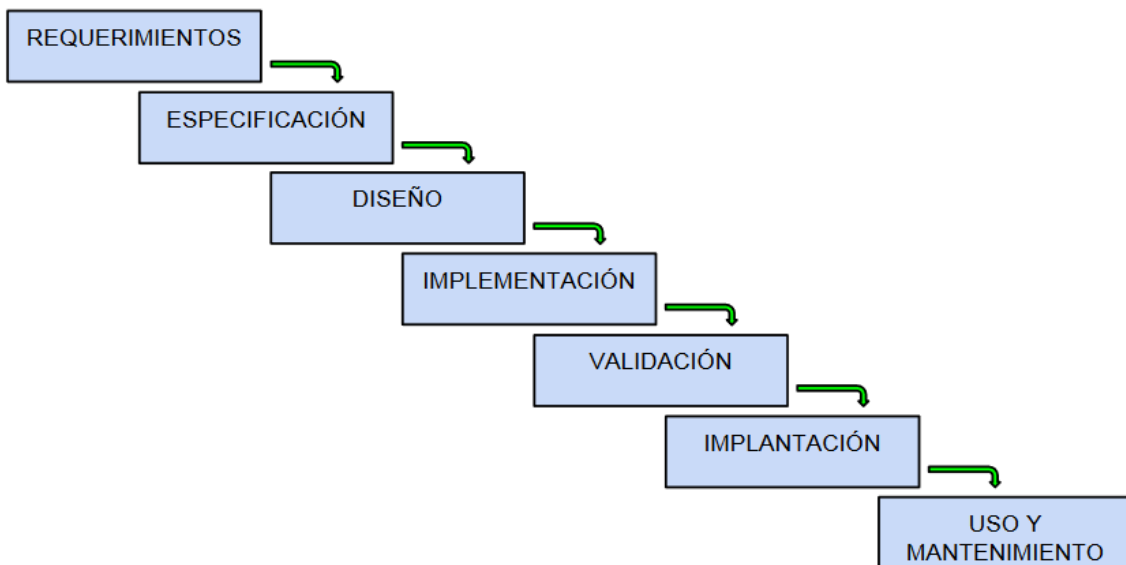 REQUERIMIENTOS
ESPECIFICACIÓN
DISEÑO
IMPLEMENTACIÓN
VALIDACIÓN
IMPLANTACIÓN
USO Y
MANTENIMIENTO